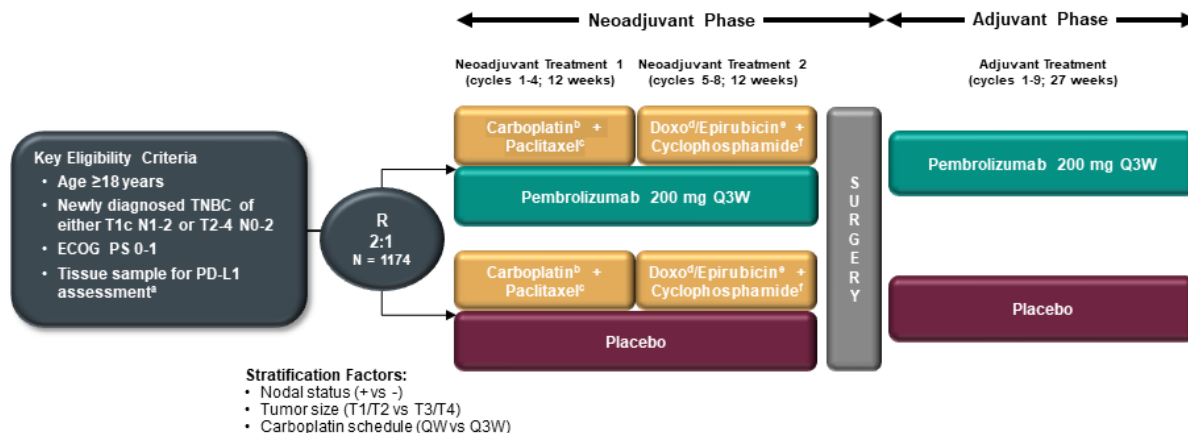 Neoadjuvant Phase
Adjuvant Phase
Neoadjuvant Treatment 1
(cycles 1-4; 12 weeks)
Neoadjuvant Treatment 2
(cycles 5-8; 12 weeks)
Adjuvant Treatment
(cycles 1-9; 27 weeks)
Key Eligibility Criteria
• Age ≥18 years
• Newly diagnosed TNBC of
either T1c N1-2 or T2-4 N0-2
• ECOG PS 0-1
• Tissue sample for PD-L1
assessmentᵃ
R
2:1
N = 1174
Carboplatinᵇ +
Paclitaxelᶜ
Doxoᵈ/Epirubicinᵉ +
Cyclophosphamideᶠ
Pembrolizumab 200 mg Q3W
Carboplatinᵇ +
Paclitaxelᶜ
Doxoᵈ/Epirubicinᵉ +
Cyclophosphamideᶠ
Placebo
SURGERY
Pembrolizumab 200 mg Q3W
Placebo
Stratification Factors:
• Nodal status (+ vs -)
• Tumor size (T1/T2 vs T3/T4)
• Carboplatin schedule (QW vs Q3W)